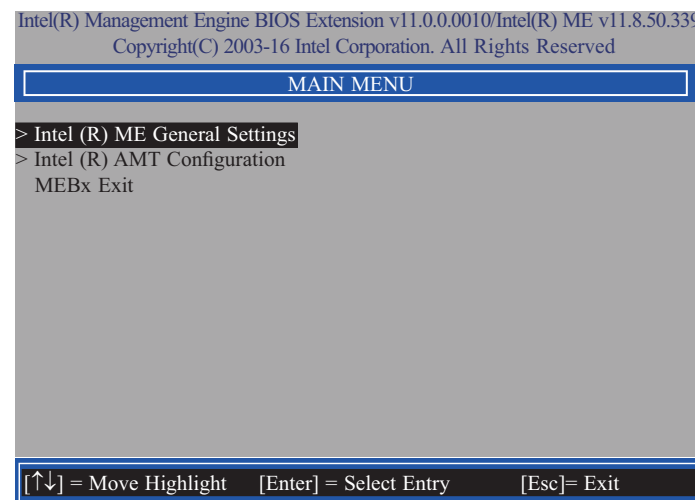 Intel(R) Management Engine BIOS Extension v11.0.0.0010/Intel(R) ME v11.8.50.339
Copyright(C) 2003-16 Intel Corporation. All Rights Reserved
MAIN MENU
> Intel (R) ME General Settings
> Intel (R) AMT Configuration
MEBx Exit
[↑↓] = Move Highlight [Enter] = Select Entry [Esc]= Exit